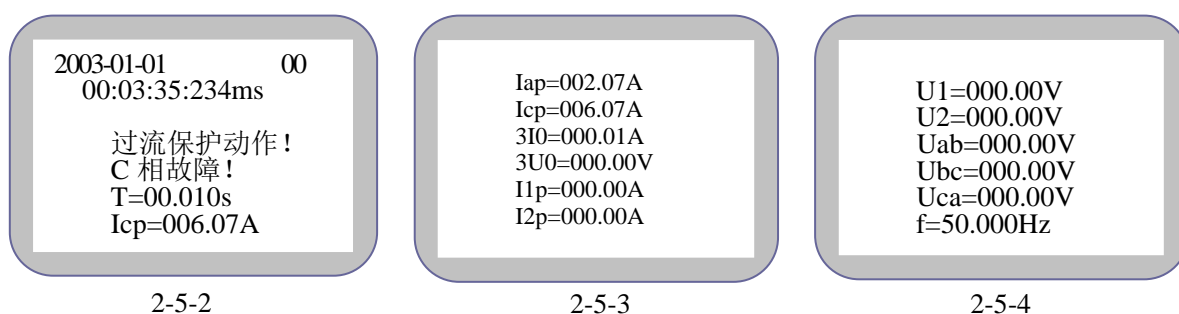 2003-01-01 00
00:03:35:234ms
过流保护动作！
C 相故障！
T=00.010s
Icp=006.07A
2-5-2
Iap=002.07A
Icp=006.07A
3I0=000.01A
3U0=000.00V
I1p=000.00A
I2p=000.00A
2-5-3
U1=000.00V
U2=000.00V
Uab=000.00V
Ubc=000.00V
Uca=000.00V
f=50.000Hz
2-5-4